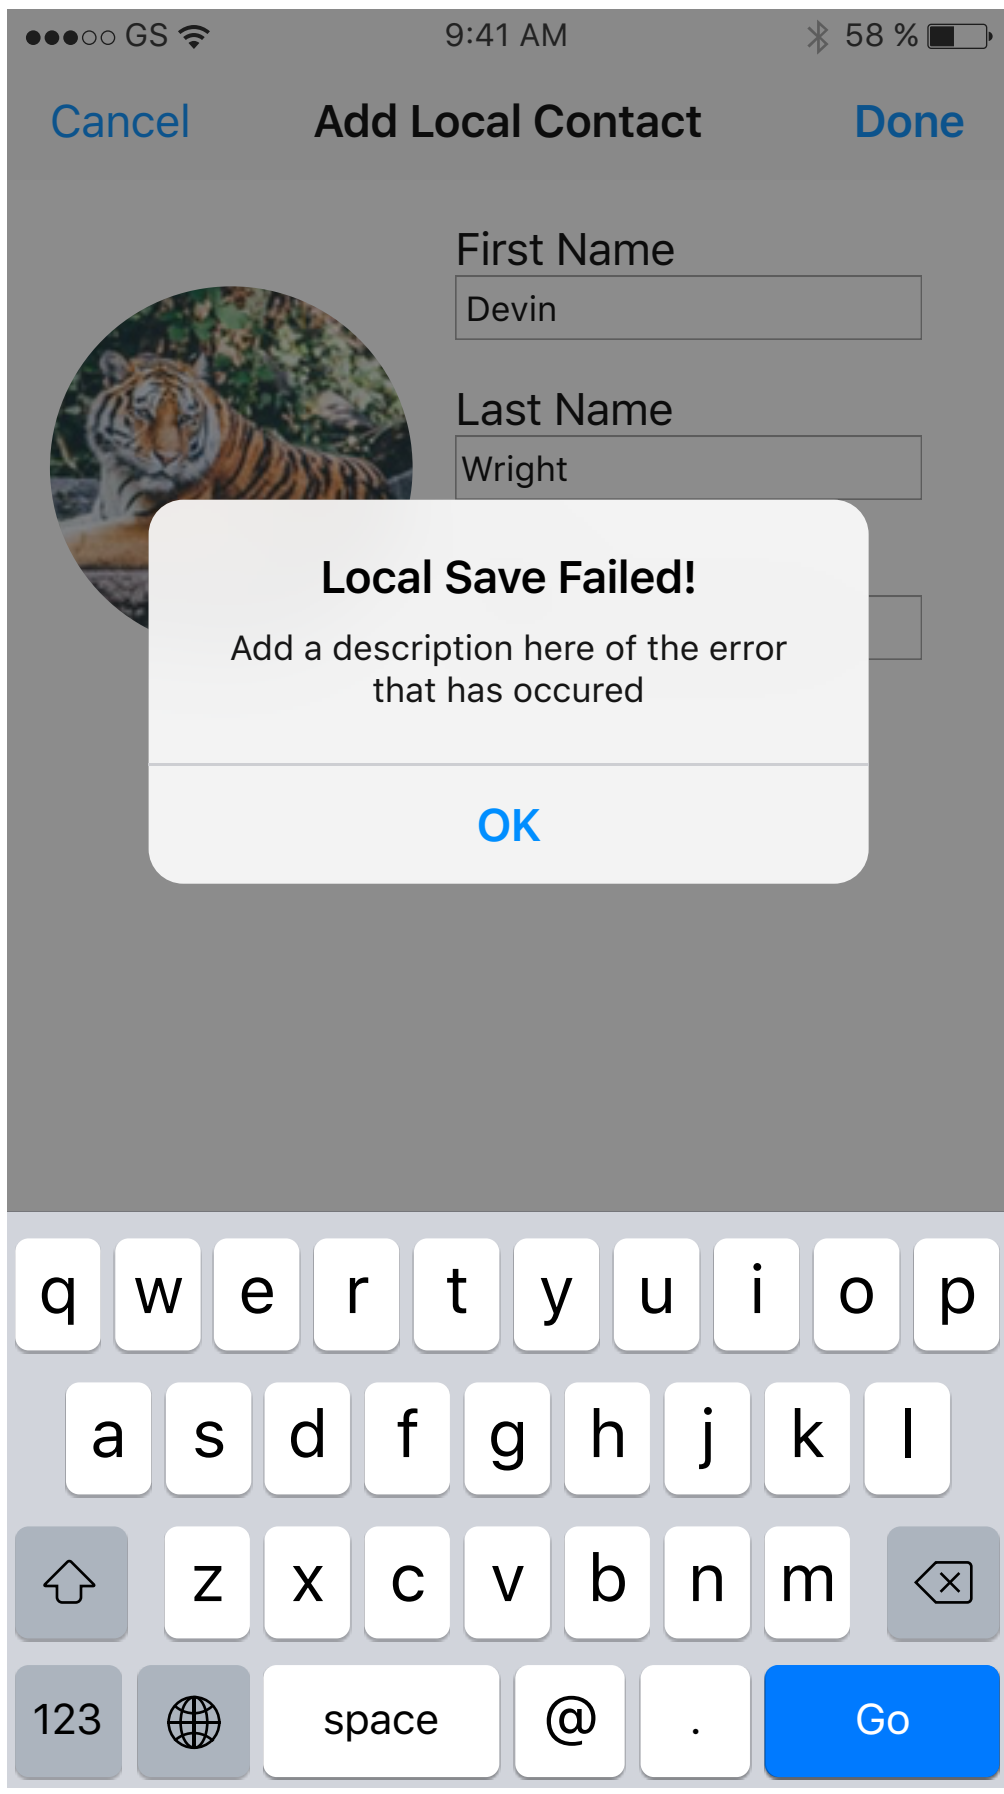 GS 9:41 AM 58 %
Cancel Add Local Contact Done
First Name
Devin
Last Name
Wright
Local Save Failed!
Add a description here of the error
that has occured
OK
q w e r t y u i o p
a s d f g h j k l
z x c v b n m
123 space @ . Go